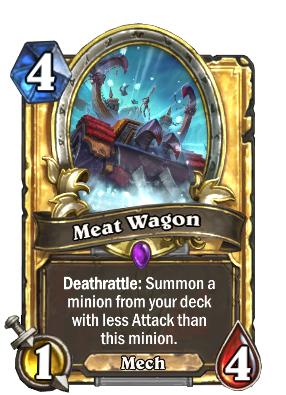 4
Meat Wagon
Deathrattle: Summon a
minion from your deck
with less Attack than
this minion.
Mech
1
4